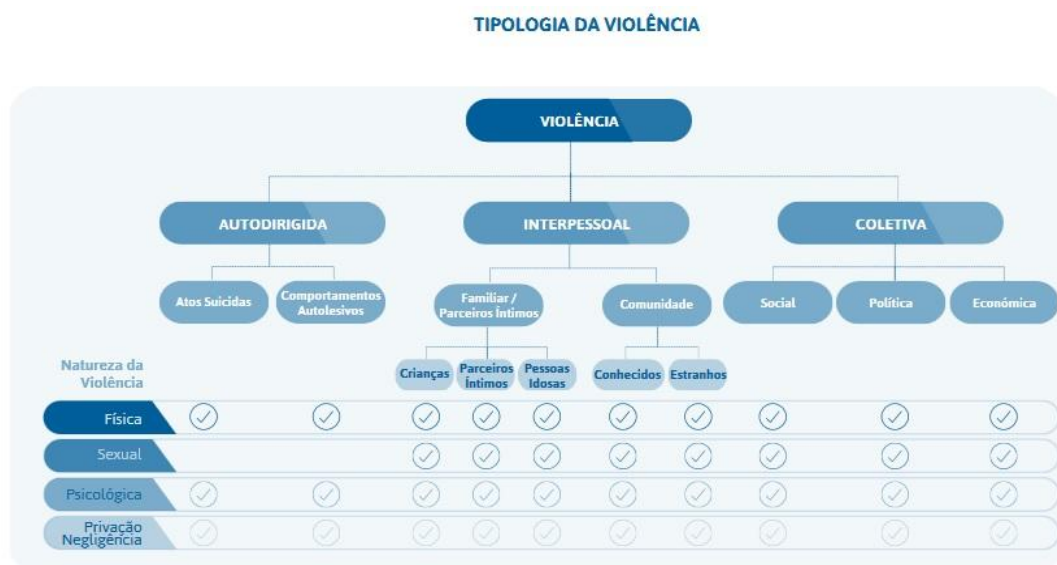 TIPOLOGIA DA VIOLÊNCIA
VIOLÊNCIA
AUTODIRIGIDA
INTERPESSOAL
COLETIVA
Atos Suicidas
Comportamentos
Autolesivos
Familiar /
Parceiros Íntimos
Comunidade
Social
Política
Económica
Crianças
Parceiros
Íntimos
Pessoas
Idosas
Conhecidos
Estranhos
Natureza da
Violência
Física
Sexual
Psicológica
Privação
Negligência